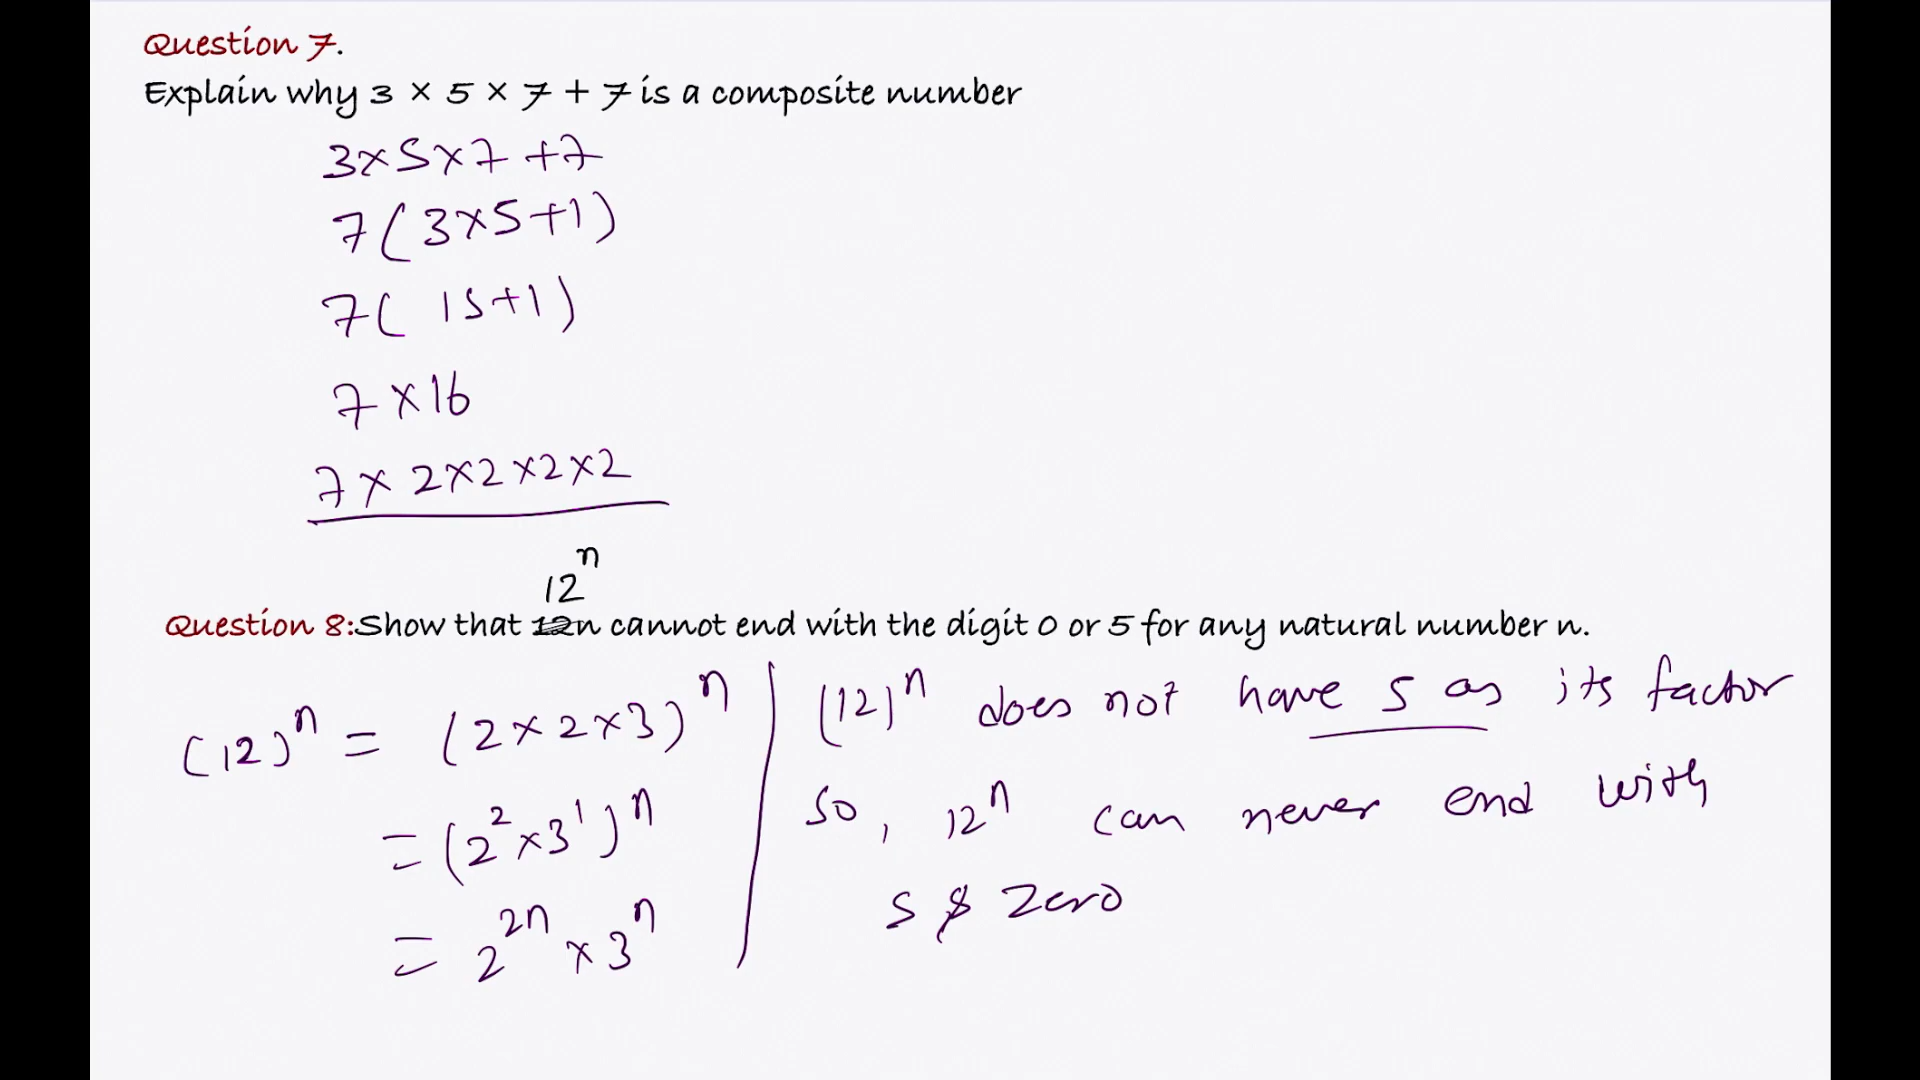 Question 7.
Explain why 3 × 5 × 7 + 7 is a composite number
3×5×7 +7
7(3×5+1)
7( 15+1)
7 ×16
7× 2×2×2×2
12^n
Question 8:Show that 12n cannot end with the digit 0 or 5 for any natural number n.
(12)^n = (2×2×3)^n
= (2^2 ×3^1)^n
= 2^2n ×3^n
(12)^n does not have 5 as its factor
so, 12^n can never end with
5 & Zero